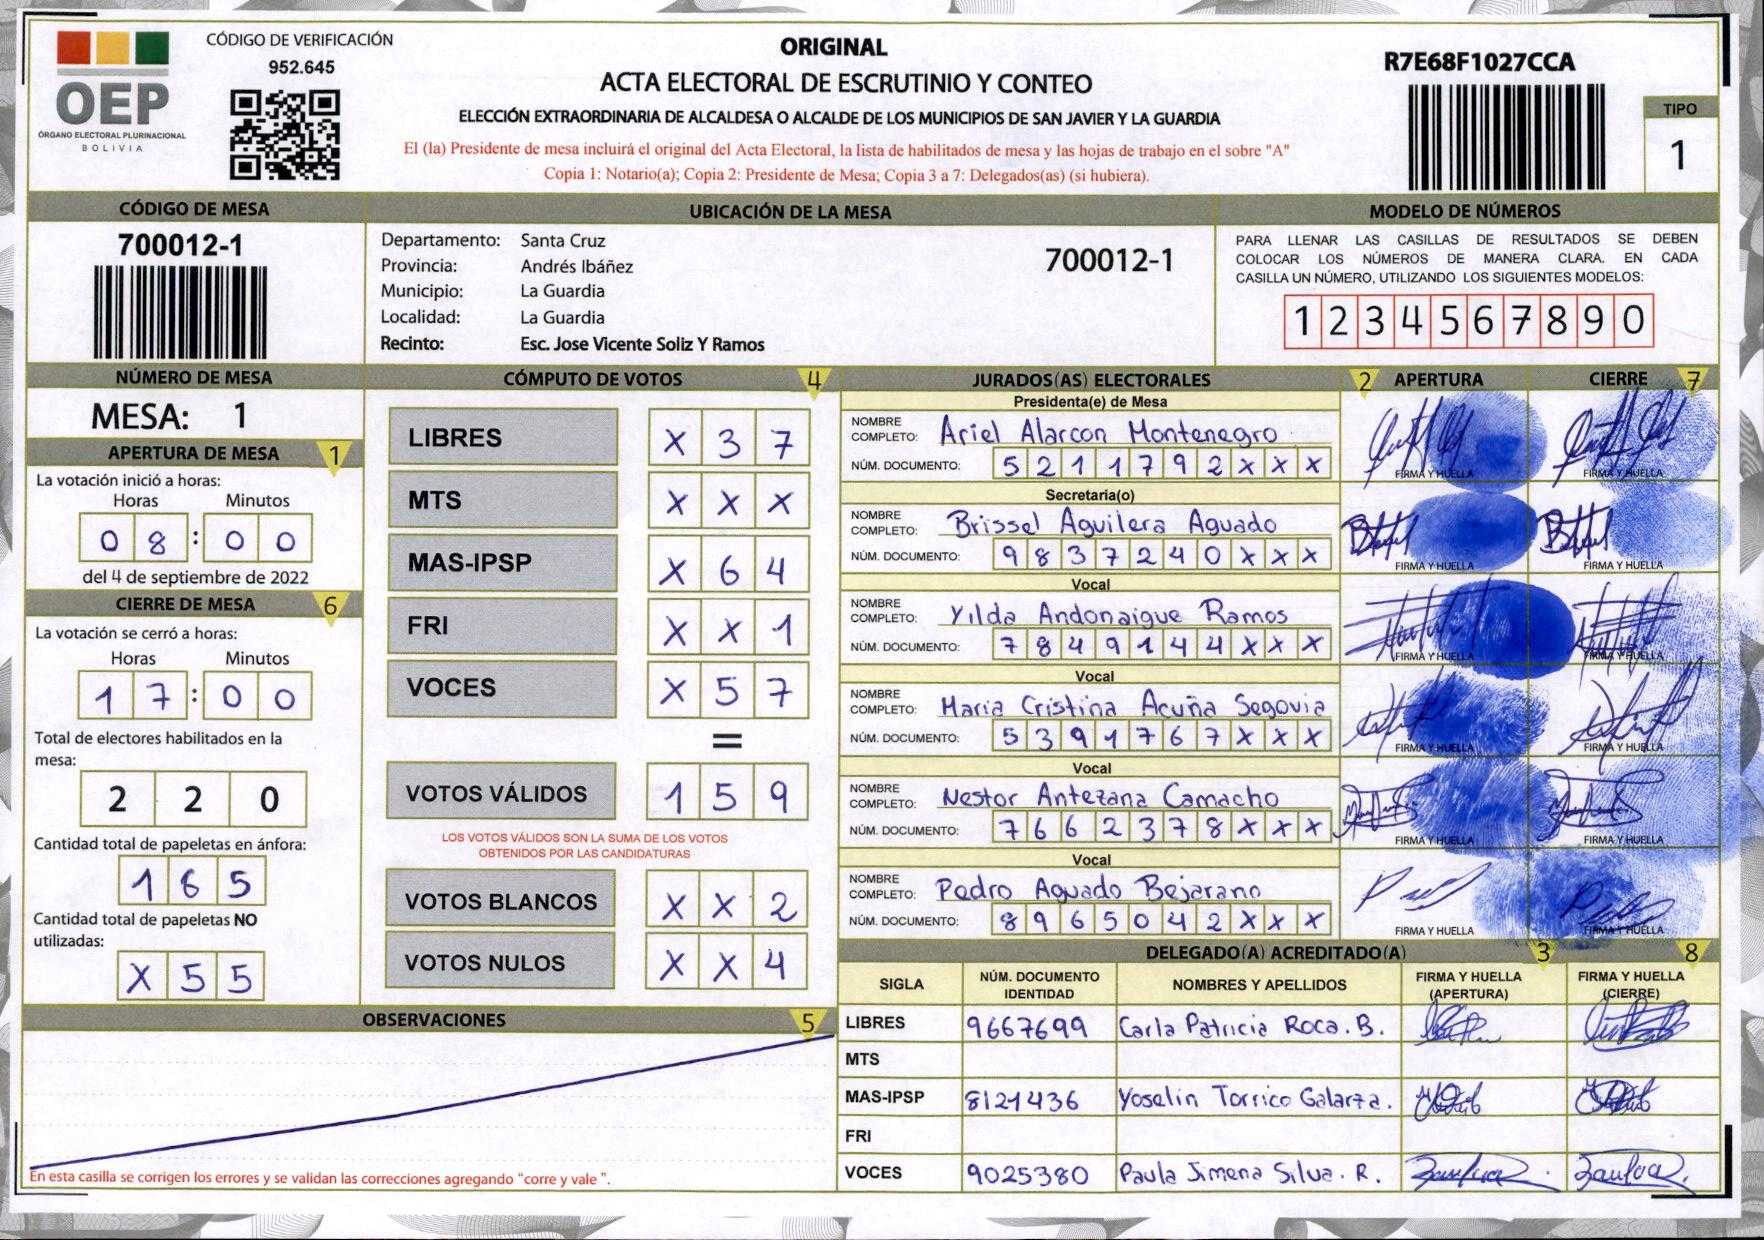 OEP
ÓRGANO ELECTORAL PLURINACIONAL
BOLIVIA
CÓDIGO DE VERIFICACIÓN
952.645
ORIGINAL
ACTA ELECTORAL DE ESCRUTINIO Y CONTEO
ELECCIÓN EXTRAORDINARIA DE ALCALDESA O ALCALDE DE LOS MUNICIPIOS DE SAN JAVIER Y LA GUARDIA
El (la) Presidente de mesa incluirá el original del Acta Electoral, la lista de habilitados de mesa y las hojas de trabajo en el sobre "A"
Copia 1: Notario(a); Copia 2: Presidente de Mesa; Copia 3 a 7: Delegados(as) (si hubiera).
R7E68F1027CCA
TIPO
1
CÓDIGO DE MESA
700012-1
UBICACIÓN DE LA MESA
Departamento: Santa Cruz
Provincia: Andrés Ibáñez
Municipio: La Guardia
Localidad: La Guardia
Recinto: Esc. Jose Vicente Soliz Y Ramos
700012-1
MODELO DE NÚMEROS
PARA LLENAR LAS CASILLAS DE RESULTADOS SE DEBEN
COLOCAR LOS NÚMEROS DE MANERA CLARA. EN CADA
CASILLA UN NÚMERO, UTILIZANDO LOS SIGUIENTES MODELOS:
1 2 3 4 5 6 7 8 9 0
NÚMERO DE MESA
MESA: 1
APERTURA DE MESA 1
La votación inició a horas:
Horas Minutos
0 8 : 0 0
del 4 de septiembre de 2022
CIERRE DE MESA 6
La votación se cerró a horas:
Horas Minutos
1 7 : 0 0
Total de electores habilitados en la
mesa:
2 2 0
Cantidad total de papeletas en ánfora:
1 6 5
Cantidad total de papeletas NO
utilizadas:
X 5 5
CÓMPUTO DE VOTOS 4
LIBRES X 3 7
MTS X X X
MAS-IPSP X 6 4
FRI X X 1
VOCES X 5 7
=
VOTOS VÁLIDOS 1 5 9
LOS VOTOS VÁLIDOS SON LA SUMA DE LOS VOTOS
OBTENIDOS POR LAS CANDIDATURAS
VOTOS BLANCOS X X 2
VOTOS NULOS X X 4
OBSERVACIONES 5
En esta casilla se corrigen los errores y se validan las correcciones agregando "corre y vale ".
JURADOS(AS) ELECTORALES 2 APERTURA CIERRE 7
Presidenta(e) de Mesa
NOMBRE
COMPLETO: Ariel Alarcon Montenegro
NÚM. DOCUMENTO: 5 2 1 1 7 9 2 X X X
FIRMA Y HUELLA FIRMA Y HUELLA
Secretaria(o)
NOMBRE
COMPLETO: Brissel Aguilera Aguado
NÚM. DOCUMENTO: 9 8 3 7 2 4 0 X X X
FIRMA Y HUELLA FIRMA Y HUELLA
Vocal
NOMBRE
COMPLETO: Yilda Andonaigue Ramos
NÚM. DOCUMENTO: 7 8 4 9 1 4 4 X X X
FIRMA Y HUELLA FIRMA Y HUELLA
Vocal
NOMBRE
COMPLETO: Maria Cristina Acuña Segovia
NÚM. DOCUMENTO: 5 3 9 1 7 6 7 X X X
FIRMA Y HUELLA FIRMA Y HUELLA
Vocal
NOMBRE
COMPLETO: Nestor Antezana Camacho
NÚM. DOCUMENTO: 7 6 6 2 3 7 8 X X X
FIRMA Y HUELLA FIRMA Y HUELLA
Vocal
NOMBRE
COMPLETO: Pedro Aguado Bejarano
NÚM. DOCUMENTO: 8 9 6 5 0 4 2 X X X
FIRMA Y HUELLA FIRMA Y HUELLA
DELEGADO(A) ACREDITADO(A) 3 8
SIGLA NÚM. DOCUMENTO IDENTIDAD NOMBRES Y APELLIDOS FIRMA Y HUELLA (APERTURA) FIRMA Y HUELLA (CIERRE)
LIBRES 9667699 Carla Patricia Roca. B.
MTS
MAS-IPSP 8121436 Yoselin Torrico Galarza.
FRI
VOCES 9025380 Paula Jimena Silva. R.